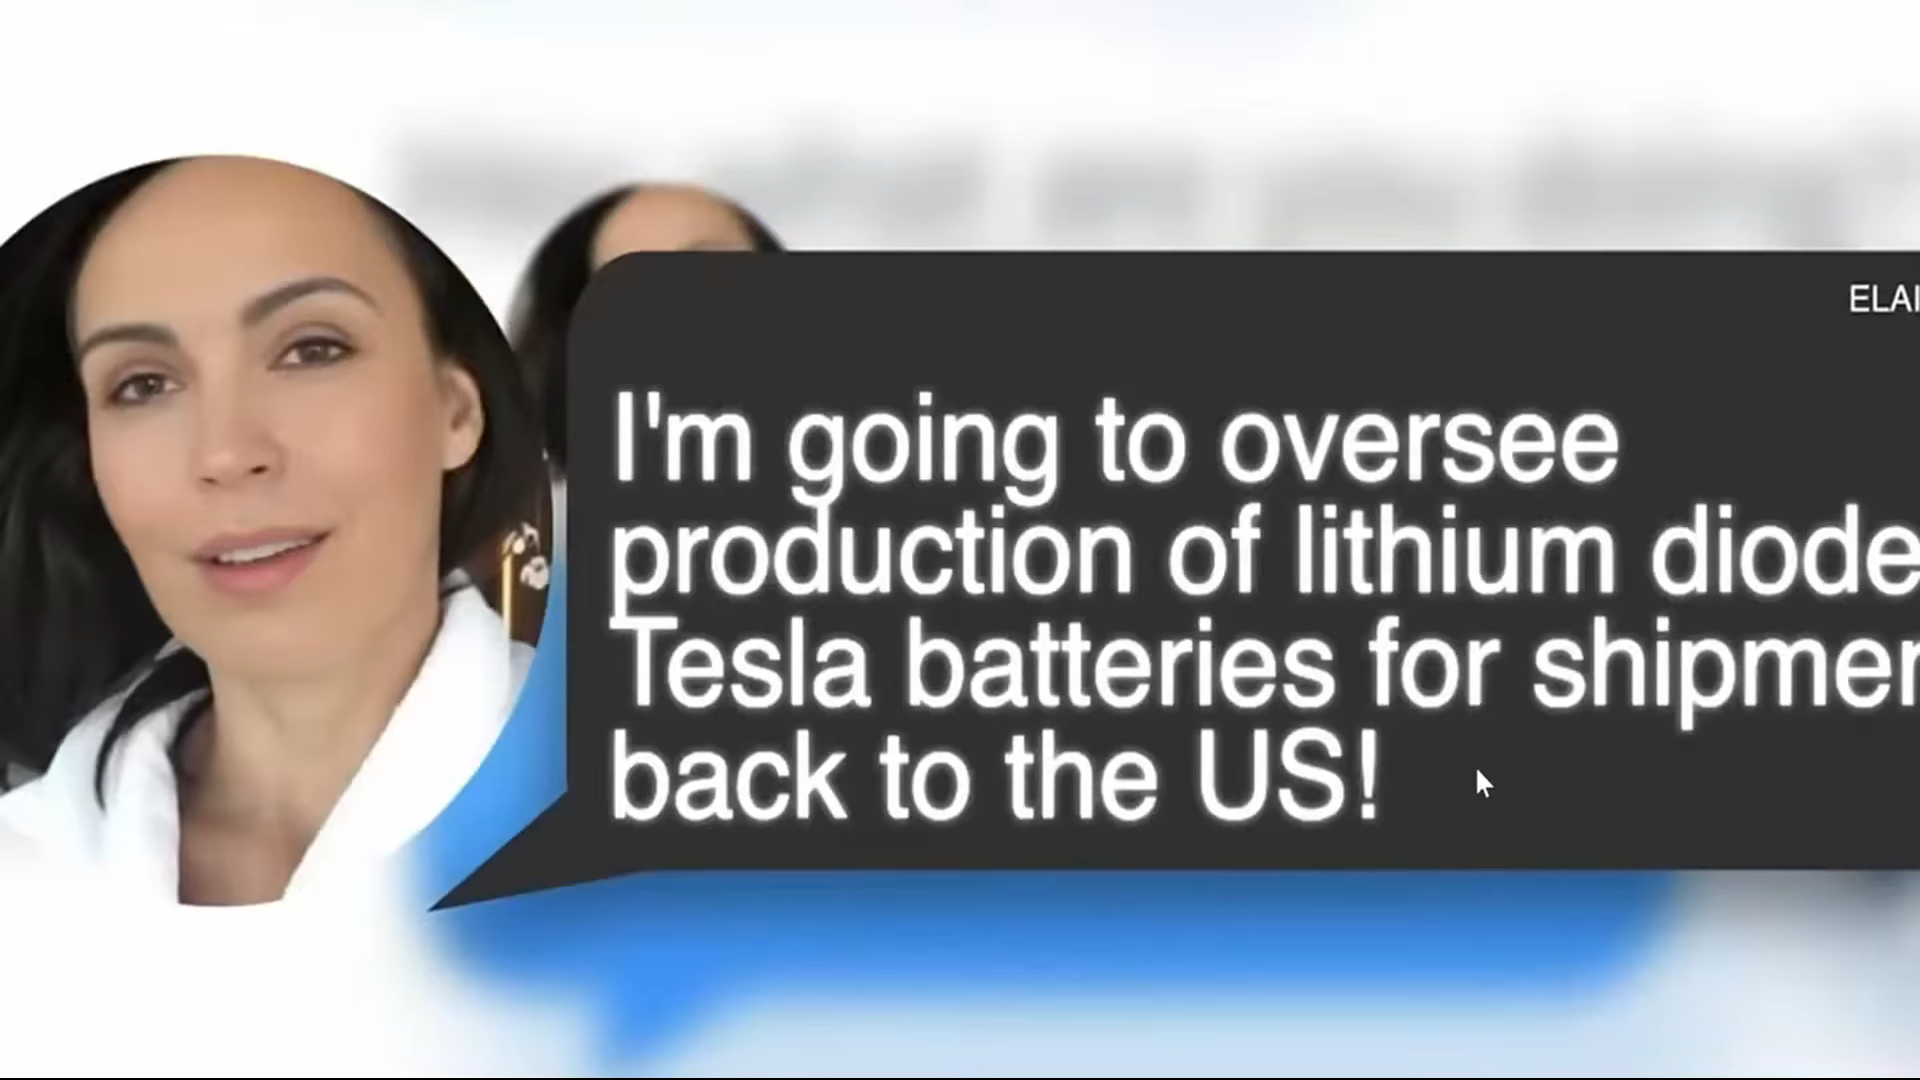 ELAI
I'm going to oversee
production of lithium diode
Tesla batteries for shipmen
back to the US!